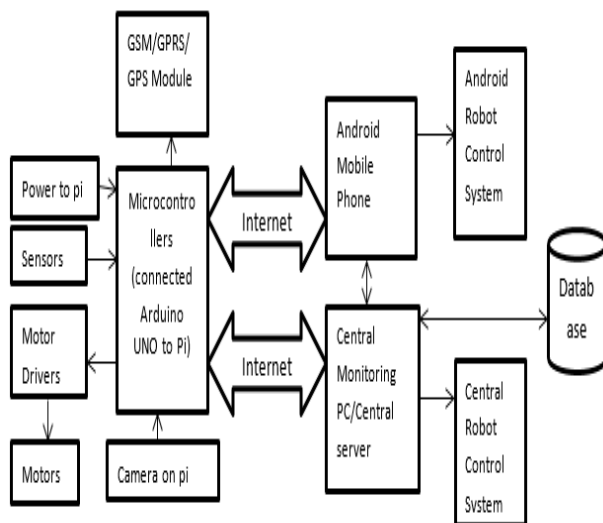 GSM/GPRS/
GPS Module
Power to pi
Sensors
Motor
Drivers
Motors
Microcontro
llers
(connected
Arduino
UNO to Pi)
Camera on pi
Internet
Internet
Android
Mobile
Phone
Central
Monitoring
PC/Central
server
Android
Robot
Control
System
Datab
ase
Central
Robot
Control
System